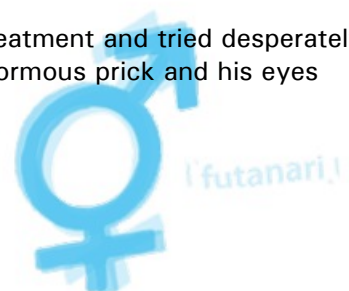 eatment and tried desperatel
ormous prick and his eyes
futanari